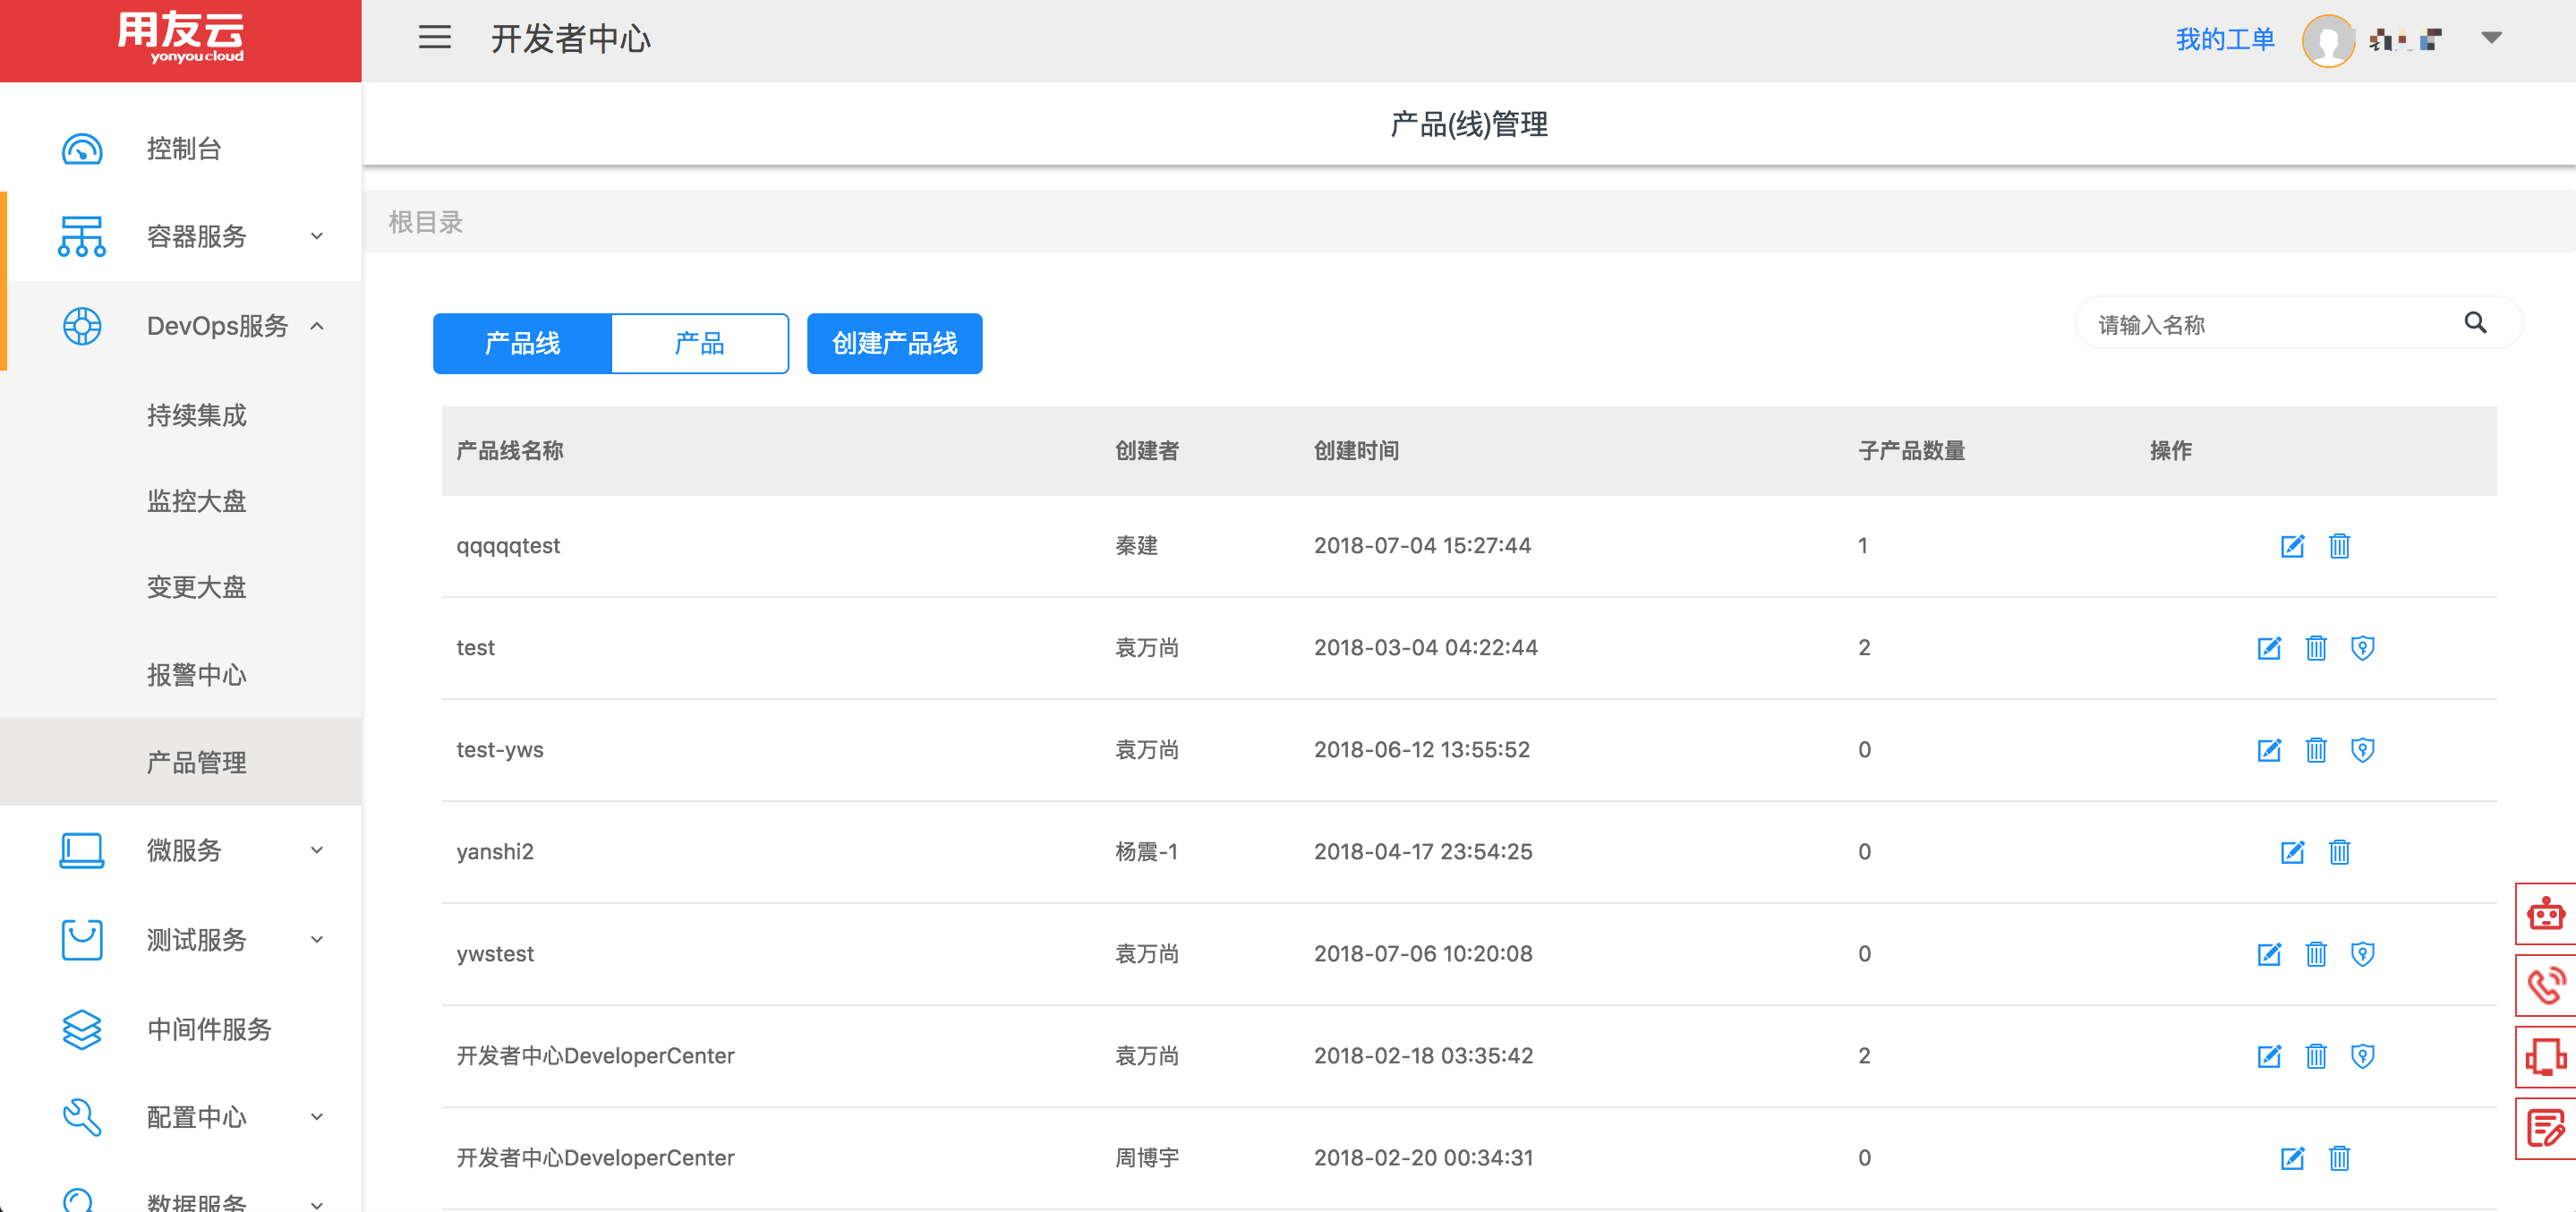 用友云
yonyou cloud
开发者中心
我的工单
控制台
容器服务
DevOps服务
持续集成
监控大盘
变更大盘
报警中心
产品管理
微服务
测试服务
中间件服务
配置中心
数据服务
产品(线)管理
根目录
产品线 产品 创建产品线
请输入名称
产品线名称 创建者 创建时间 子产品数量 操作
qqqqqtest 秦建 2018-07-04 15:27:44 1
test 袁万尚 2018-03-04 04:22:44 2
test-yws 袁万尚 2018-06-12 13:55:52 0
yanshi2 杨震-1 2018-04-17 23:54:25 0
ywstest 袁万尚 2018-07-06 10:20:08 0
开发者中心DeveloperCenter 袁万尚 2018-02-18 03:35:42 2
开发者中心DeveloperCenter 周博宇 2018-02-20 00:34:31 0